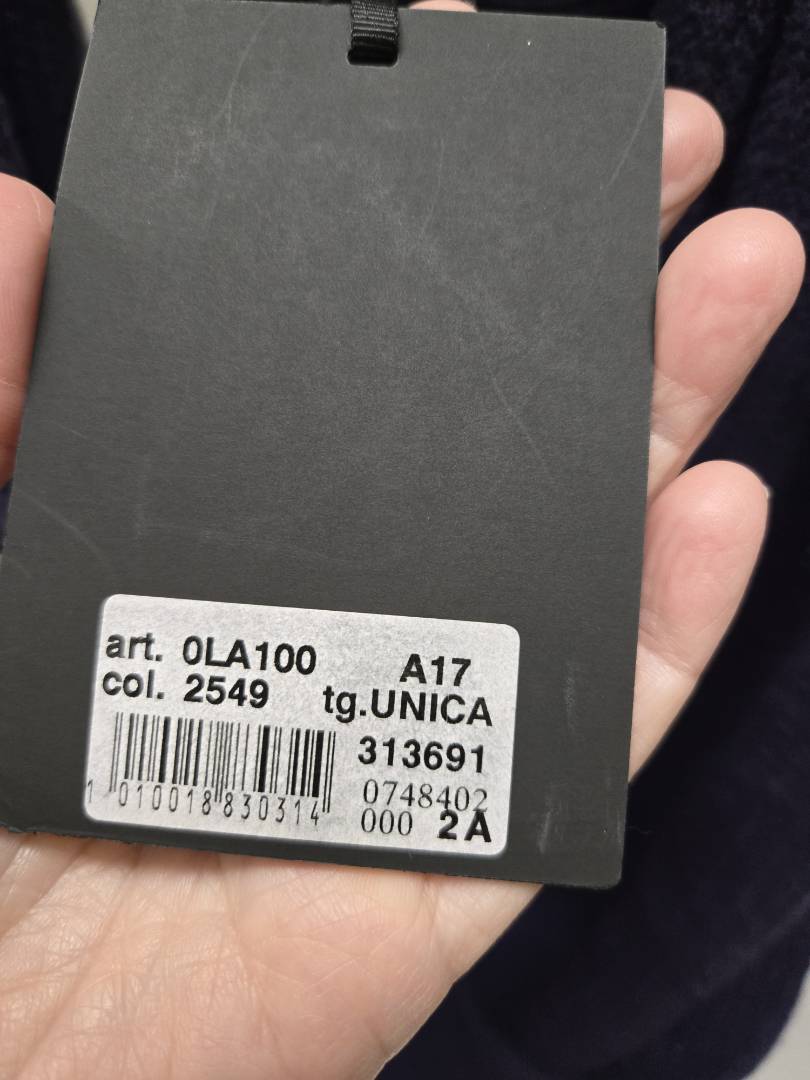 art. 0LA100 A17
col. 2549 tg.UNICA
313691
1 010018 830314
0748402
000 2A